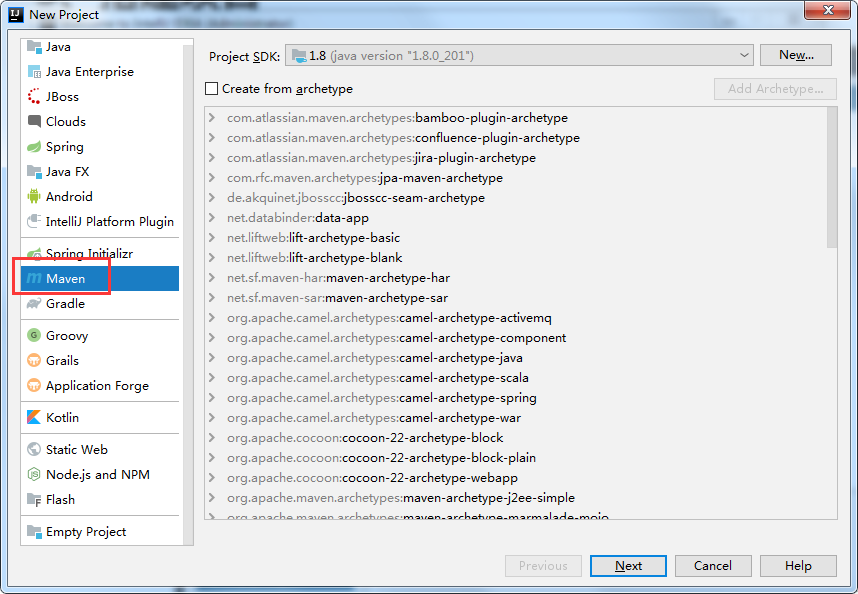 New Project
Java
Java Enterprise
JBoss
Clouds
Spring
Java FX
Android
IntelliJ Platform Plugin
Spring Initializr
Maven
Gradle
Groovy
Grails
Application Forge
Kotlin
Static Web
Node.js and NPM
Flash
Empty Project
Project SDK: 1.8 (java version "1.8.0_201") New...
Create from archetype Add Archetype...
com.atlassian.maven.archetypes:bamboo-plugin-archetype
com.atlassian.maven.archetypes:confluence-plugin-archetype
com.atlassian.maven.archetypes:jira-plugin-archetype
com.rfc.maven.archetypes:jpa-maven-archetype
de.akquinet.jbosscc:jbosscc-seam-archetype
net.databinder:data-app
net.liftweb:lift-archetype-basic
net.liftweb:lift-archetype-blank
net.sf.maven-har:maven-archetype-har
net.sf.maven-sar:maven-archetype-sar
org.apache.camel.archetypes:camel-archetype-activemq
org.apache.camel.archetypes:camel-archetype-component
org.apache.camel.archetypes:camel-archetype-java
org.apache.camel.archetypes:camel-archetype-scala
org.apache.camel.archetypes:camel-archetype-spring
org.apache.camel.archetypes:camel-archetype-war
org.apache.cocoon:cocoon-22-archetype-block
org.apache.cocoon:cocoon-22-archetype-block-plain
org.apache.cocoon:cocoon-22-archetype-webapp
org.apache.maven.archetypes:maven-archetype-j2ee-simple
org.apache.maven.archetypes:maven-archetype-marmalade-mojo
Previous Next Cancel Help